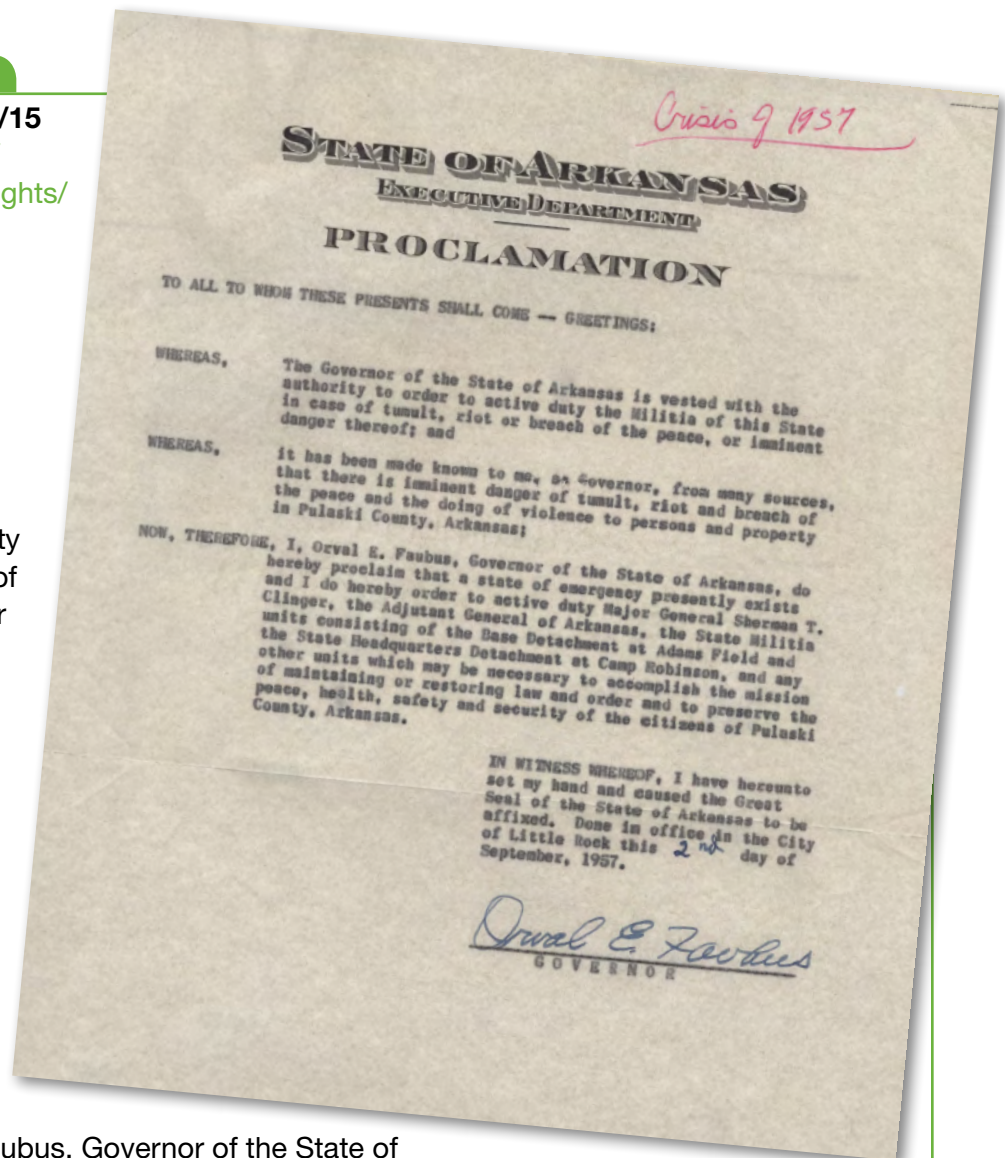 /15
ghts/
ty
of
r
Crisis of 1957
STATE OF ARKANSAS
EXECUTIVE DEPARTMENT
PROCLAMATION
TO ALL TO WHOM THESE PRESENTS SHALL COME -- GREETINGS:
WHEREAS, The Governor of the State of Arkansas is vested with the
authority to order to active duty the Militia of this State
in case of tumult, riot or breach of the peace, or imminent
danger thereof; and
WHEREAS, it has been made known to me, as Governor, from many sources,
that there is imminent danger of tumult, riot and breach of
the peace and the doing of violence to persons and property
in Pulaski County, Arkansas;
NOW, THEREFORE, I, Orval E. Faubus, Governor of the State of Arkansas, do
hereby proclaim that a state of emergency presently exists
and I do hereby order to active duty Major General Sherman T.
Clinger, the Adjutant General of Arkansas, the State Militia
units consisting of the Base Detachment at Adams Field and
the State Headquarters Detachment at Camp Robinson, and any
other units which may be necessary to accomplish the mission
of maintaining or restoring law and order and to preserve the
peace, health, safety and security of the citizens of Pulaski
County, Arkansas.
IN WITNESS WHEREOF, I have hereunto
set my hand and caused the Great
Seal of the State of Arkansas to be
affixed. Done in office in the City
of Little Rock this 2nd day of
September, 1957.
Orval E. Faubus
GOVERNOR
ubus, Governor of the State of